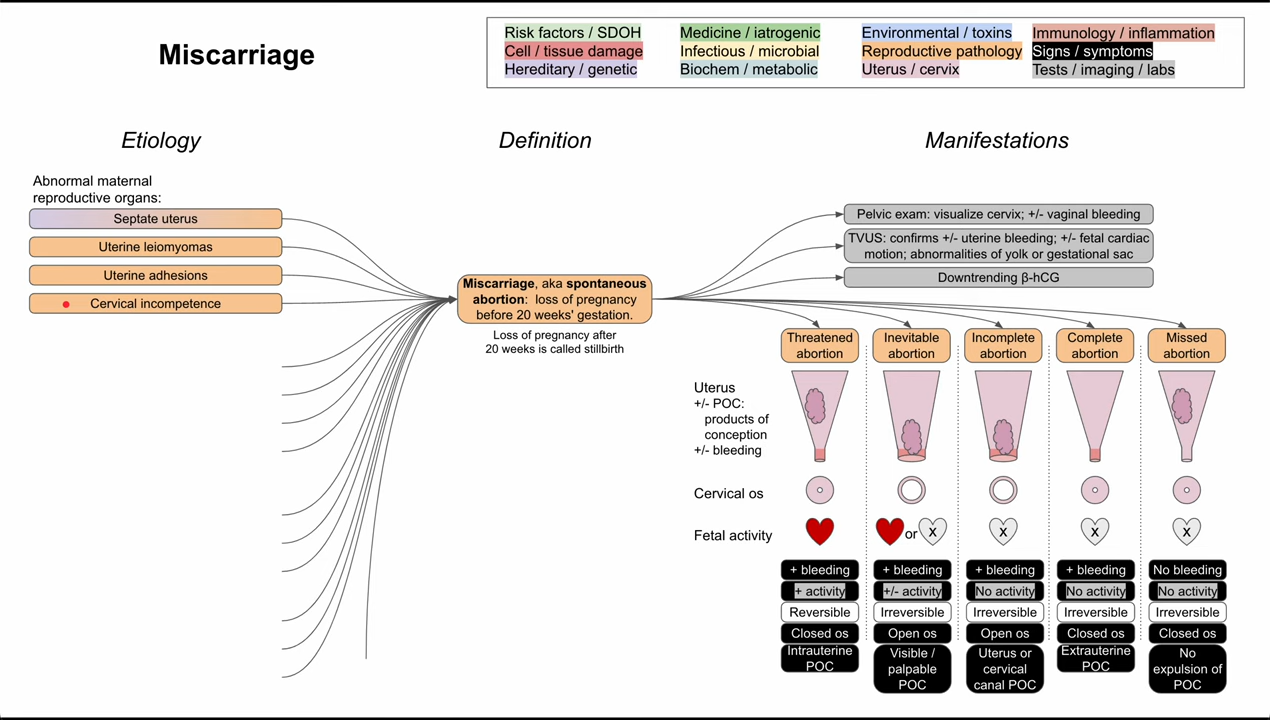 Miscarriage
Risk factors / SDOH
Cell / tissue damage
Hereditary / genetic
Medicine / iatrogenic
Infectious / microbial
Biochem / metabolic
Environmental / toxins
Reproductive pathology
Uterus / cervix
Immunology / inflammation
Signs / symptoms
Tests / imaging / labs
Etiology
Definition
Manifestations
Abnormal maternal
reproductive organs:
Septate uterus
Uterine leiomyomas
Uterine adhesions
Cervical incompetence
Miscarriage, aka spontaneous
abortion: loss of pregnancy
before 20 weeks' gestation.
Loss of pregnancy after
20 weeks is called stillbirth
Pelvic exam: visualize cervix; +/- vaginal bleeding
TVUS: confirms +/- uterine bleeding; +/- fetal cardiac
motion; abnormalities of yolk or gestational sac
Downtrending β-hCG
Threatened
abortion
Inevitable
abortion
Incomplete
abortion
Complete
abortion
Missed
abortion
Uterus
+/- POC:
products of
conception
+/- bleeding
Cervical os
Fetal activity
or
x
x
x
x
+ bleeding
+ activity
Reversible
Closed os
Intrauterine
POC
+ bleeding
+/- activity
Irreversible
Open os
Visible /
palpable
POC
+ bleeding
No activity
Irreversible
Open os
Uterus or
cervical
canal POC
+ bleeding
No activity
Irreversible
Closed os
Extrauterine
POC
No bleeding
No activity
Irreversible
Closed os
No
expulsion of
POC